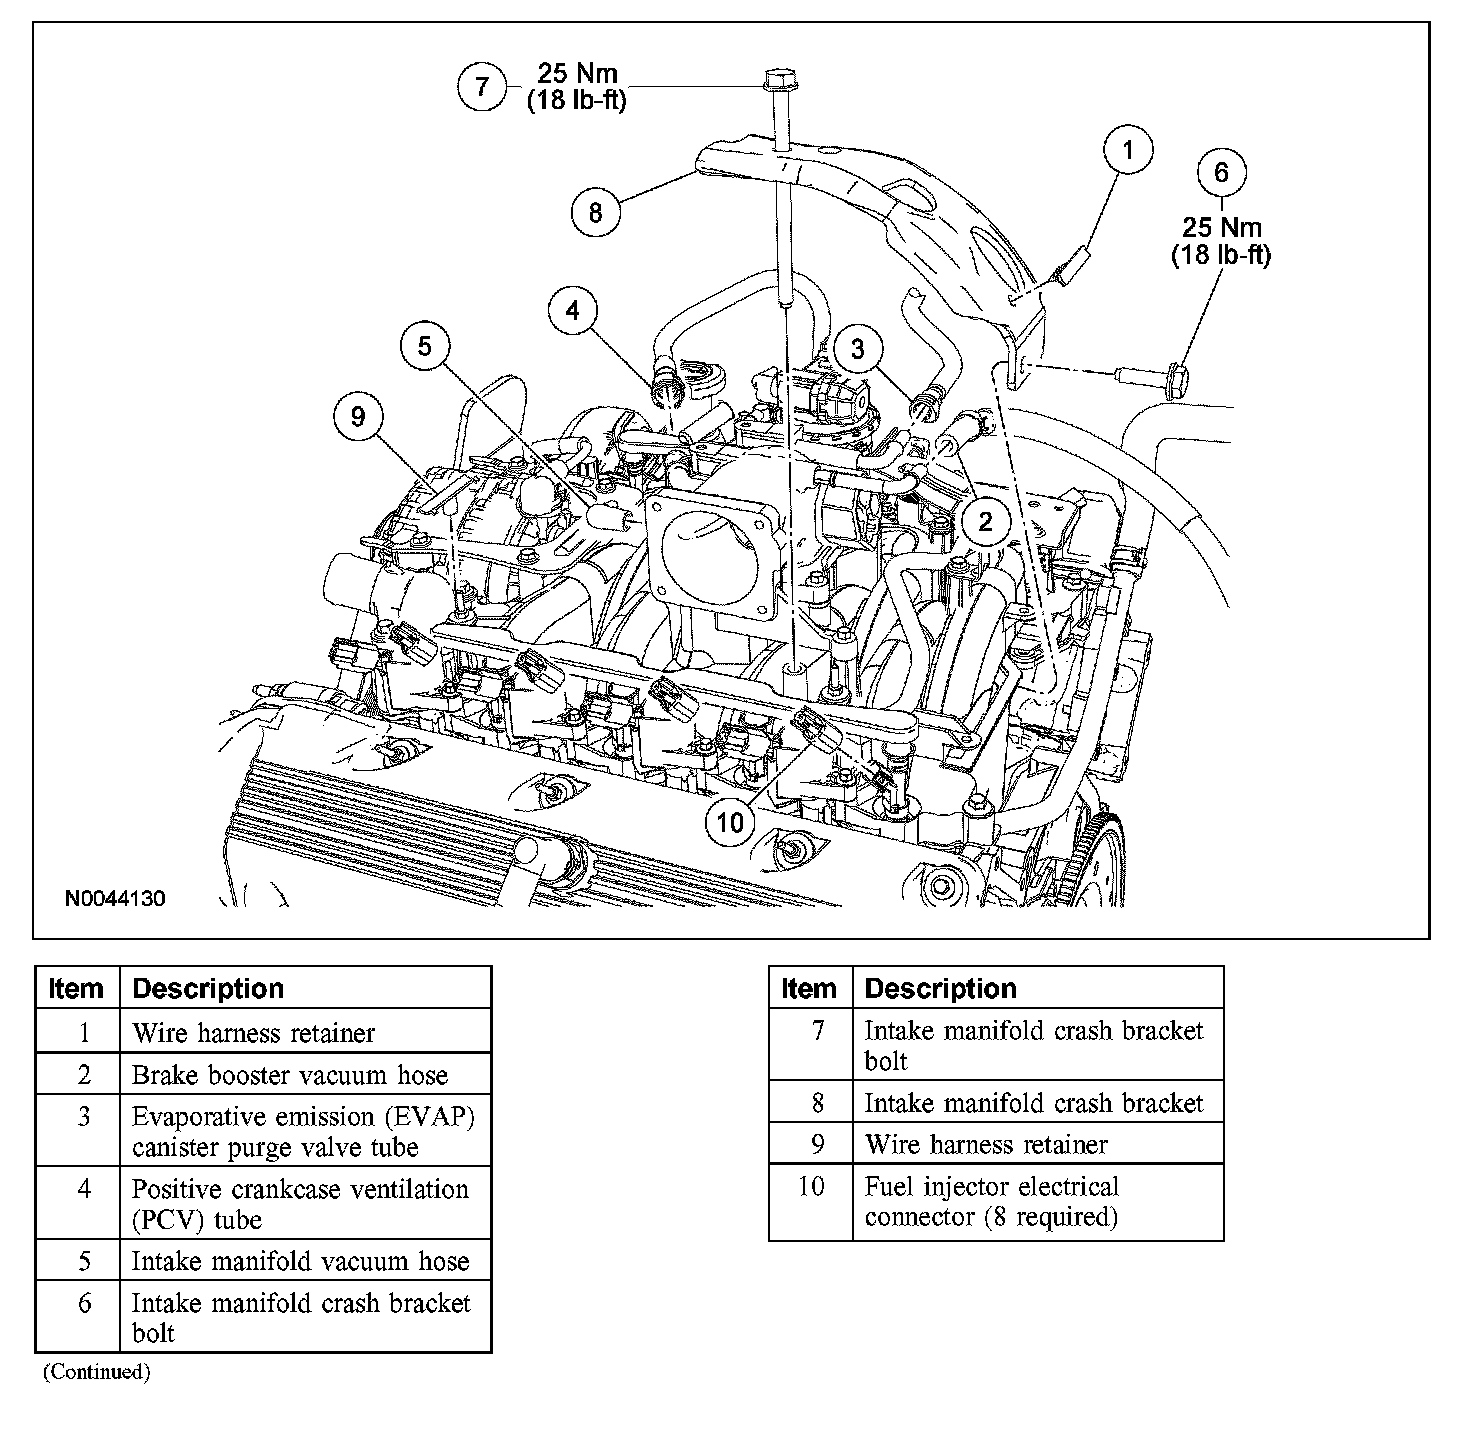 7
25 Nm
(18 lb-ft)
1
6
25 Nm
(18 lb-ft)
8
4
5
3
9
2
10
N0044130
Item Description
1 Wire harness retainer
2 Brake booster vacuum hose
3 Evaporative emission (EVAP)
canister purge valve tube
4 Positive crankcase ventilation
(PCV) tube
5 Intake manifold vacuum hose
6 Intake manifold crash bracket
bolt
(Continued)
Item Description
7 Intake manifold crash bracket
bolt
8 Intake manifold crash bracket
9 Wire harness retainer
10 Fuel injector electrical
connector (8 required)